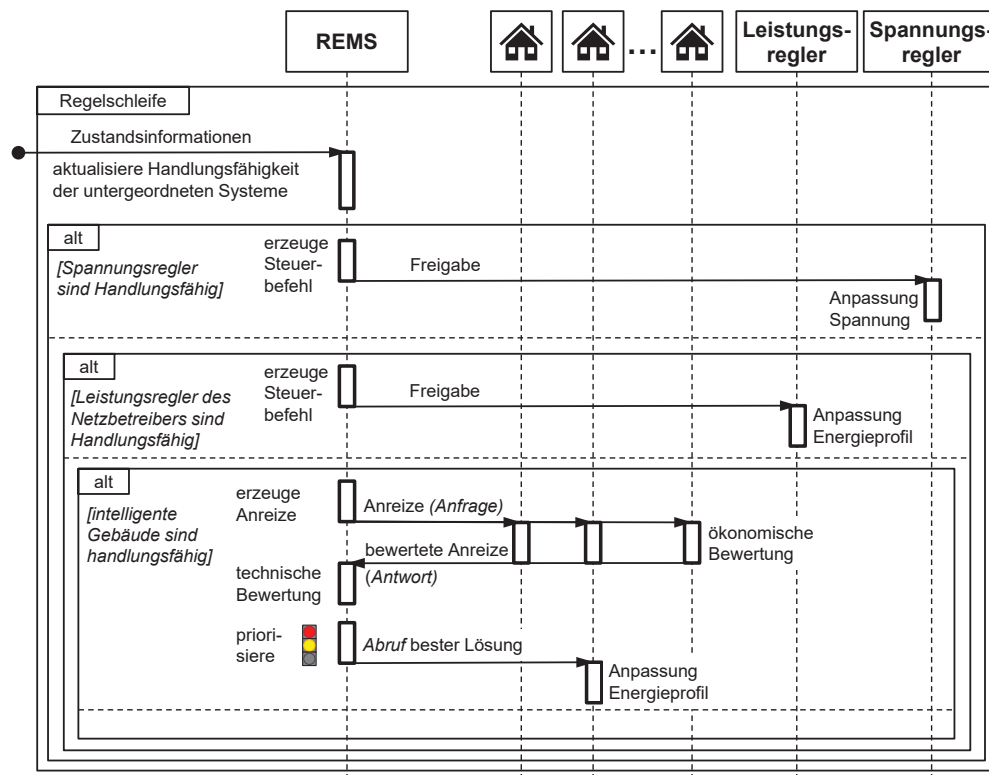 REMS
...
Leistungs-
regler
Spannungs-
regler
Regelschleife
Zustandsinformationen
aktualisiere Handlungsfähigkeit
der untergeordneten Systeme
alt
[Spannungsregler
sind Handlungsfähig]
erzeuge
Steuer-
befehl
Freigabe
Anpassung
Spannung
alt
[Leistungsregler des
Netzbetreibers sind
Handlungsfähig]
erzeuge
Steuer-
befehl
Freigabe
Anpassung
Energieprofil
alt
[intelligente
Gebäude sind
handlungsfähig]
erzeuge
Anreize
Anreize (Anfrage)
ökonomische
Bewertung
bewertete Anreize
(Antwort)
technische
Bewertung
priori-
siere
Abruf bester Lösung
Anpassung
Energieprofil